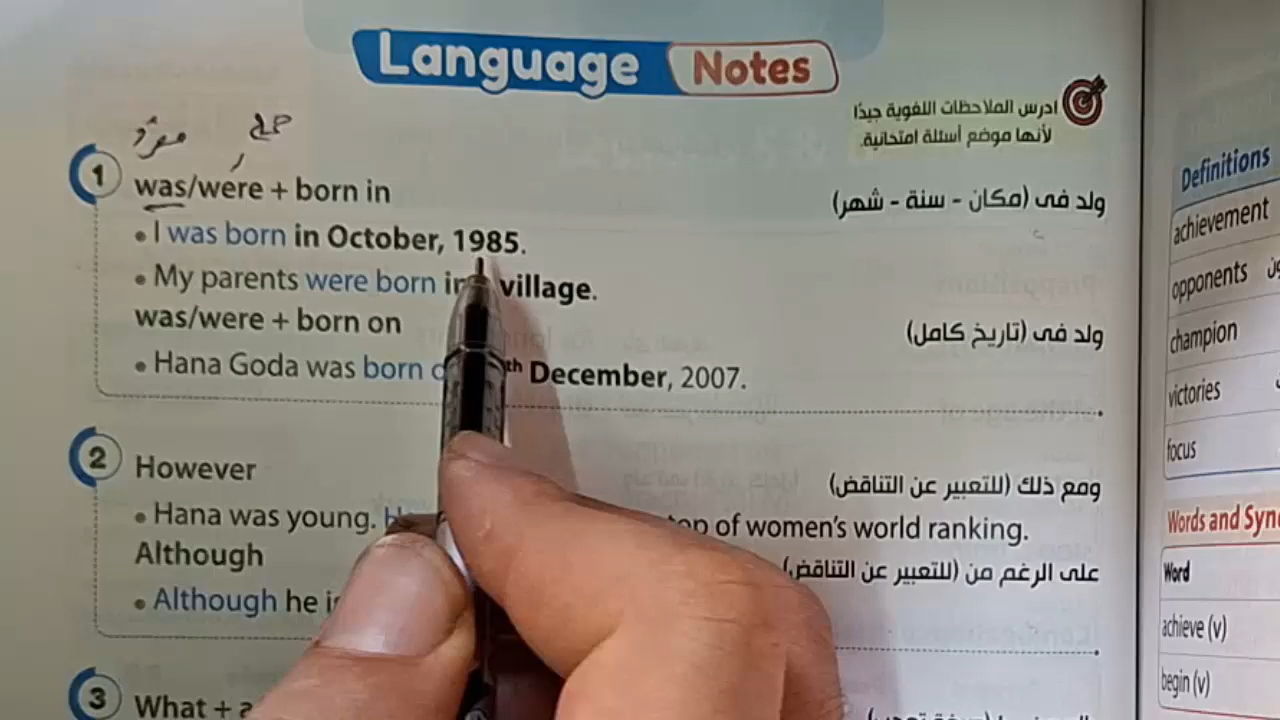 Language Notes
ادرس الملاحظات اللغوية جيدًا
لأنها موضع أسئلة امتحانية.
مفرد جمع
1 was/were + born in ولد فى (مكان - سنة - شهر)
• I was born in October, 1985.
• My parents were born in village.
was/were + born on ولد فى (تاريخ كامل)
• Hana Goda was born th December, 2007.
2 However ومع ذلك (للتعبير عن التناقض)
• Hana was young. top of women's world ranking.
Although على الرغم من (للتعبير عن التناقض)
• Although he
3 What + a
Definitions
achievement
opponents
champion
victories
focus
Words and Syn
Word
achieve (v)
begin (v)